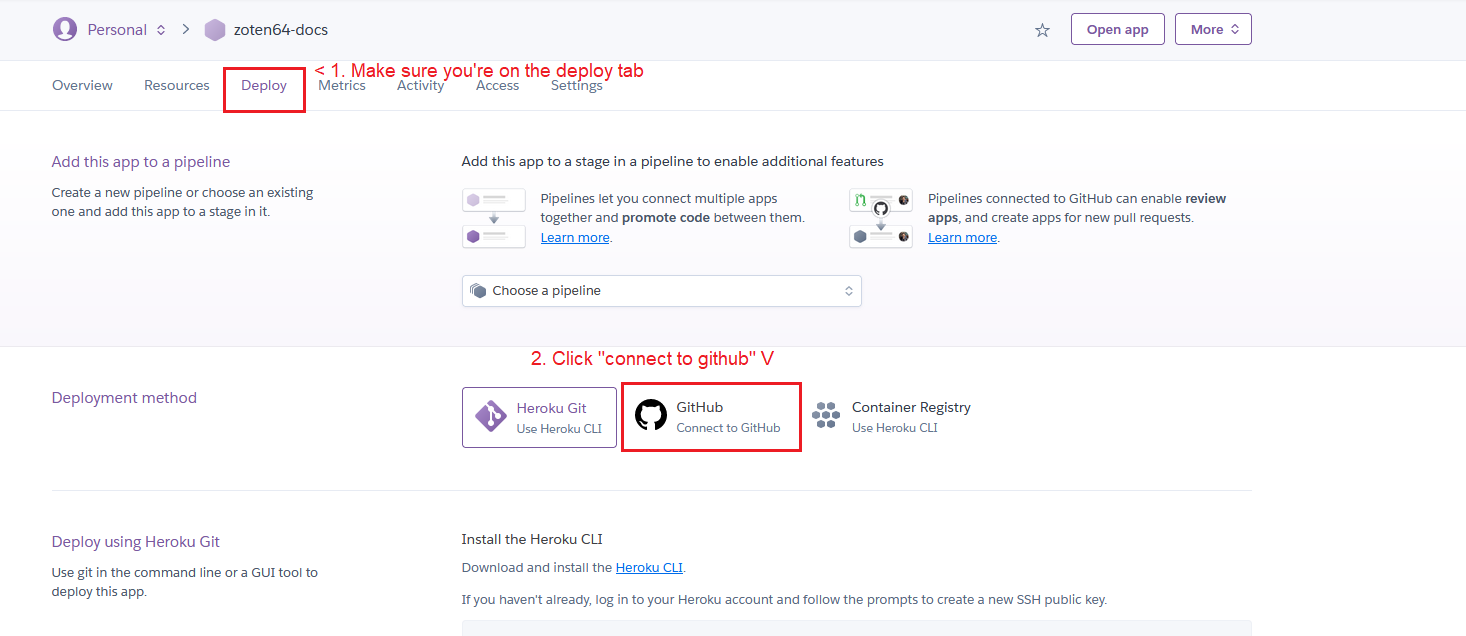 Personal zoten64-docs Open app More
< 1. Make sure you're on the deploy tab
Overview Resources Deploy Metrics Activity Access Settings
Add this app to a pipeline
Create a new pipeline or choose an existing
one and add this app to a stage in it.
Add this app to a stage in a pipeline to enable additional features
Pipelines let you connect multiple apps
together and promote code between them.
Learn more.
Pipelines connected to GitHub can enable review
apps, and create apps for new pull requests.
Learn more.
Choose a pipeline
2. Click "connect to github" V
Deployment method
Heroku Git
Use Heroku CLI
GitHub
Connect to GitHub
Container Registry
Use Heroku CLI
Deploy using Heroku Git
Use git in the command line or a GUI tool to
deploy this app.
Install the Heroku CLI
Download and install the Heroku CLI.
If you haven't already, log in to your Heroku account and follow the prompts to create a new SSH public key.